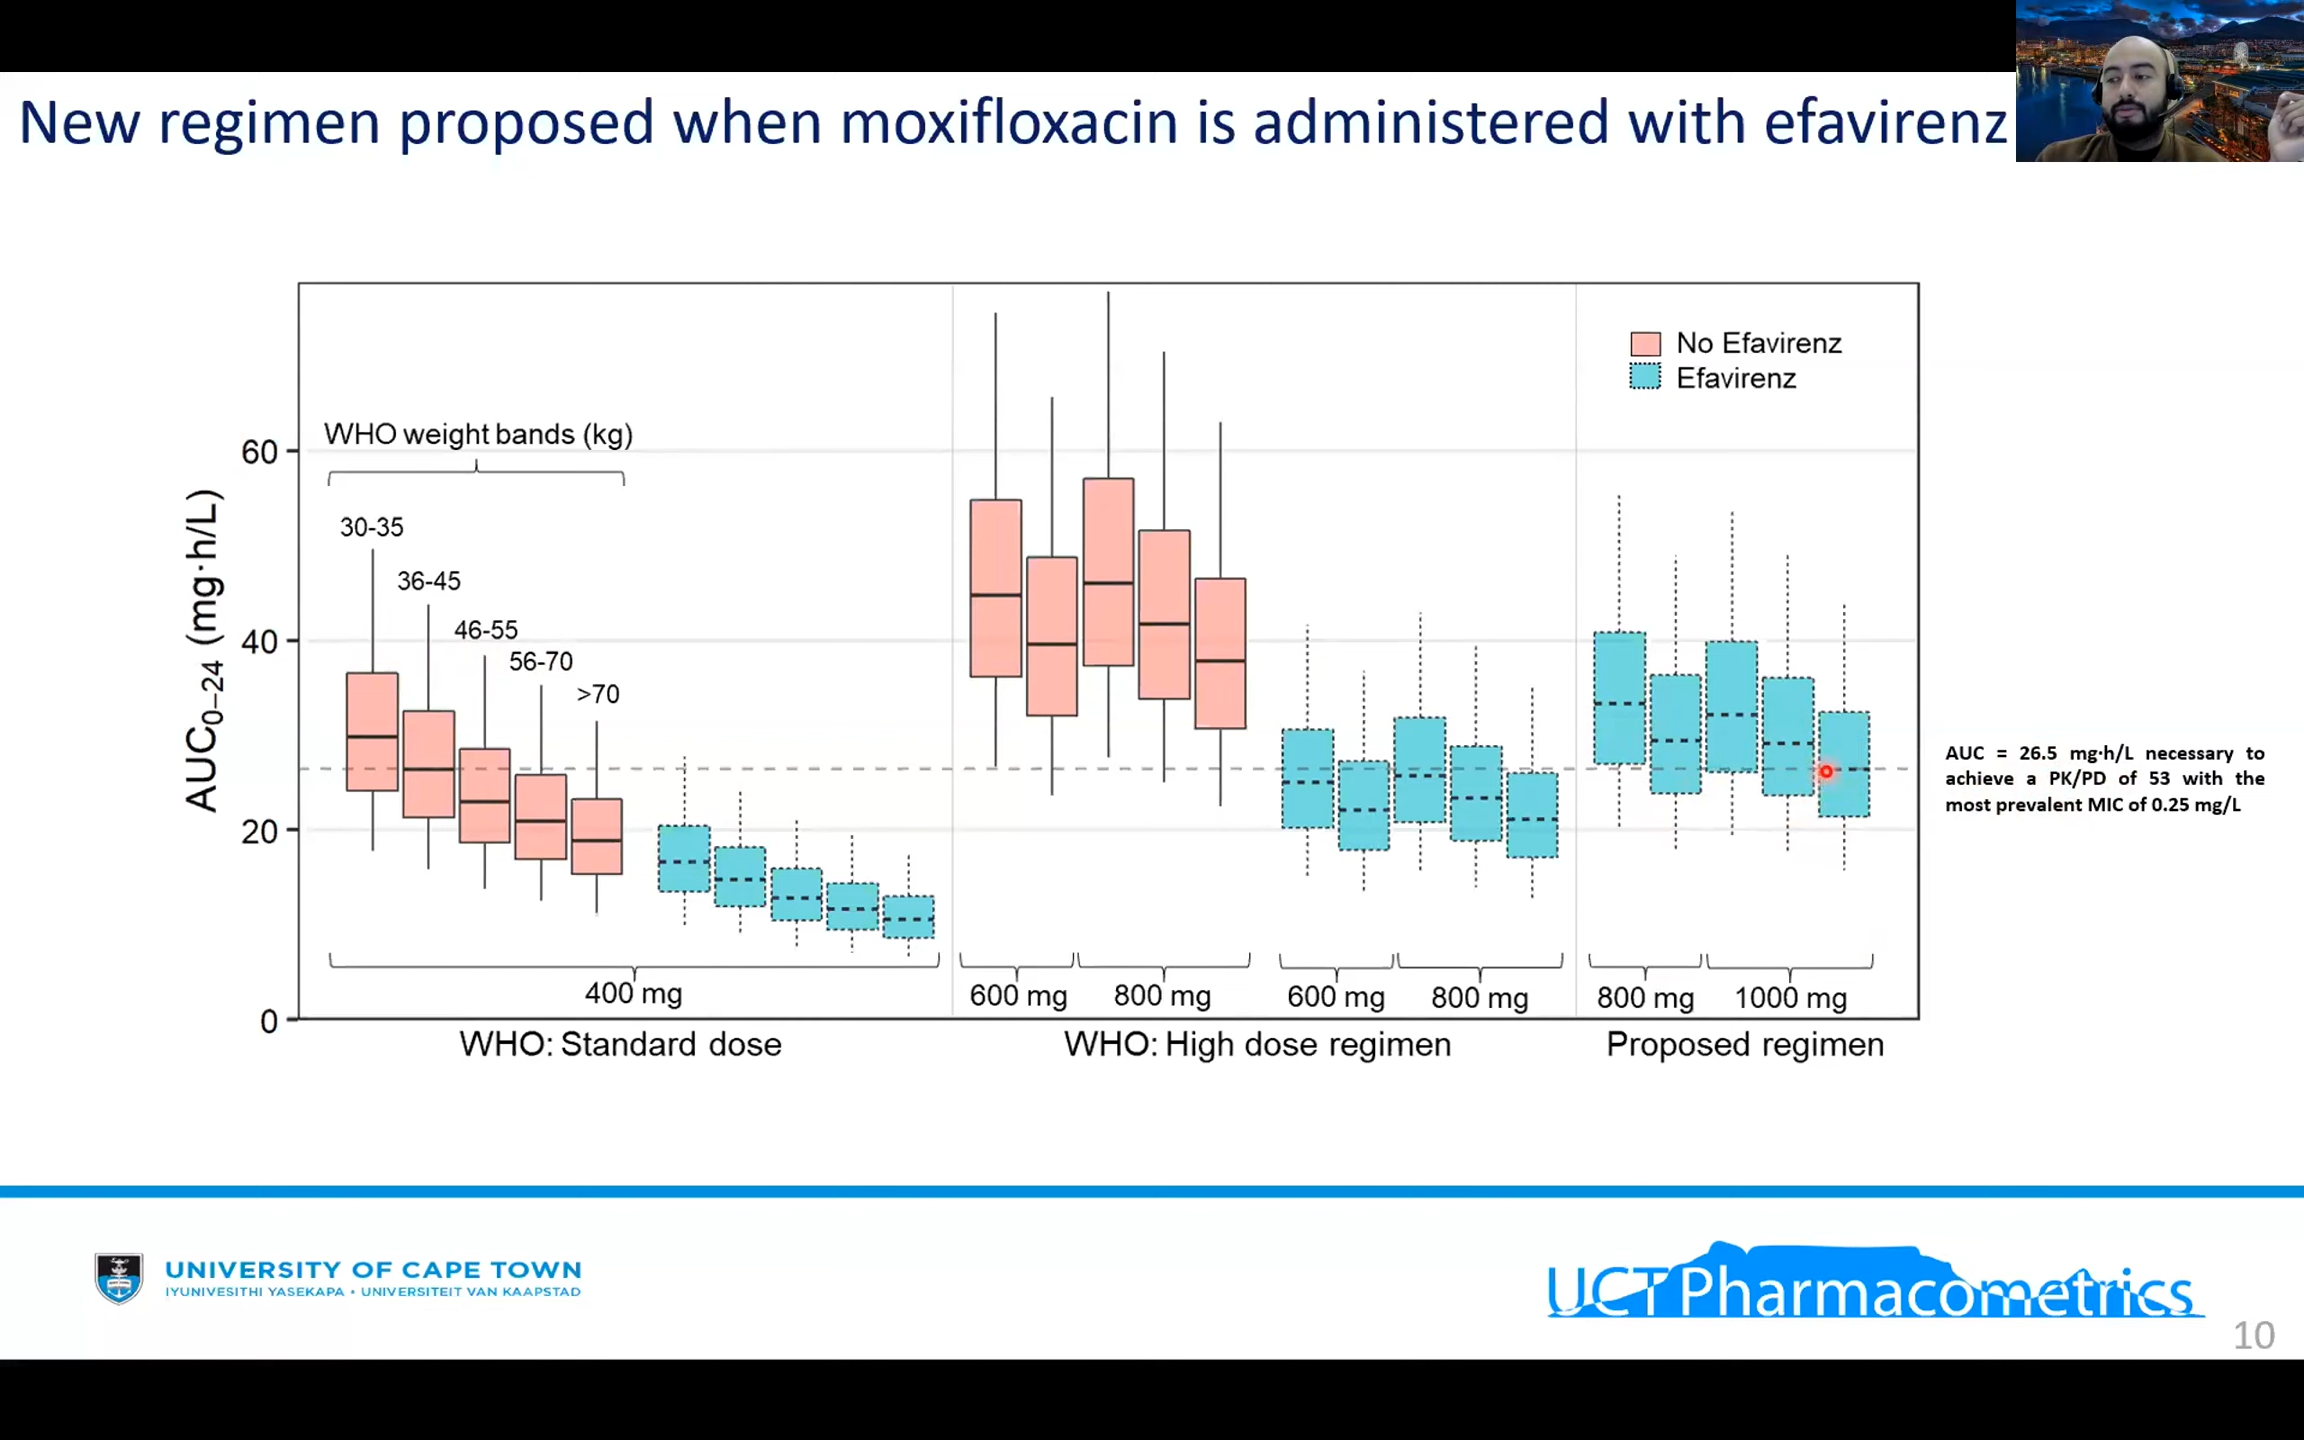 New regimen proposed when moxifloxacin is administered with efavirenz
No Efavirenz
Efavirenz
WHO weight bands (kg)
30-35
36-45
46-55
56-70
>70
60
40
20
0
AUC0–24 (mg·h/L)
AUC = 26.5 mg·h/L necessary to
achieve a PK/PD of 53 with the
most prevalent MIC of 0.25 mg/L
400 mg
600 mg
800 mg
600 mg
800 mg
800 mg
1000 mg
WHO: Standard dose
WHO: High dose regimen
Proposed regimen
UNIVERSITY OF CAPE TOWN
IYUNIVESITHI YASEKAPA • UNIVERSITEIT VAN KAAPSTAD
UCT Pharmacometrics
10